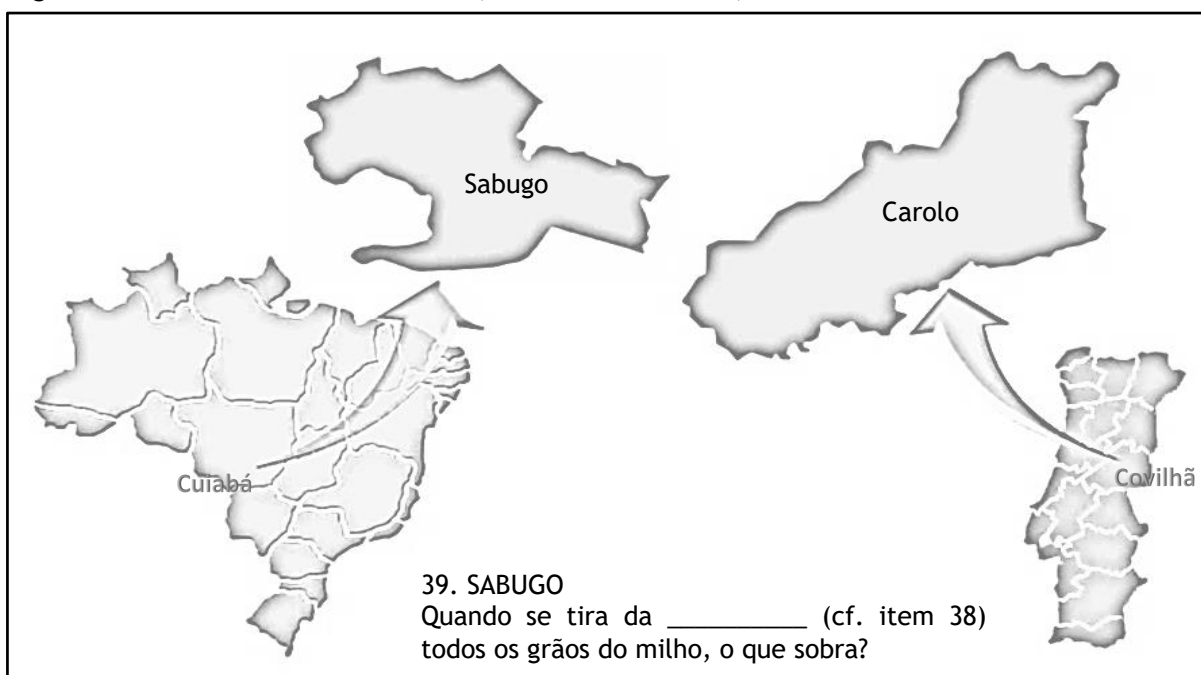 Sabugo
Carolo
Cuiabá
Covilhã
39. SABUGO
Quando se tira da __________ (cf. item 38)
todos os grãos do milho, o que sobra?